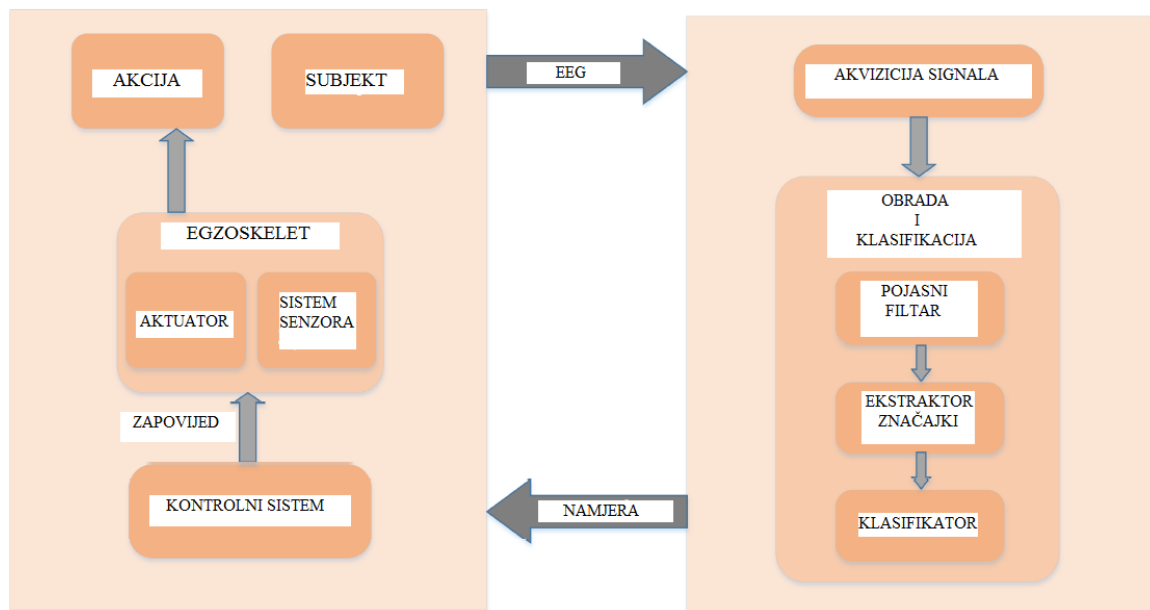 AKCIJA
SUBJEKT
EGZOSKELET
AKTUATOR
SISTEM
SENZORA
ZAPOVIJED
KONTROLNI SISTEM
EEG
NAMJERA
AKVIZICIJA SIGNALA
OBRADA
I
KLASIFIKACIJA
POJASNI
FILTAR
EKSTRAKTOR
ZNAČAJKI
KLASIFIKATOR